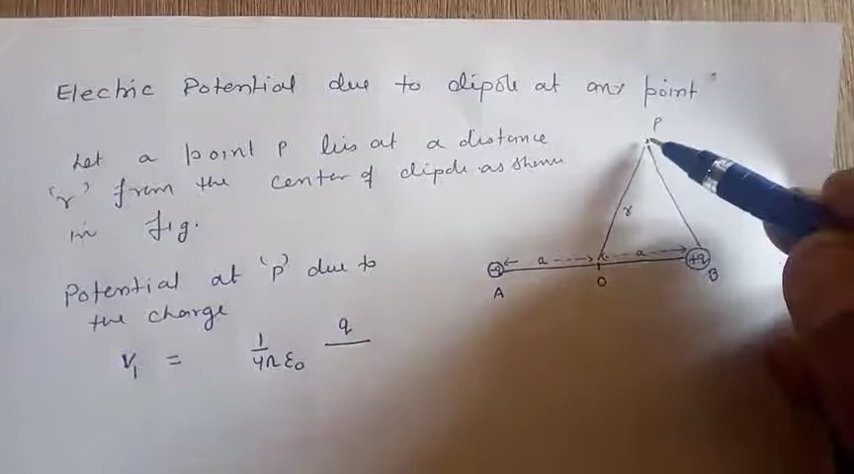 Electric Potential due to dipole at any point
Let a point P lies at a distance
'r' from the center of dipole as shown
in fig.
Potential at 'p' due to
the charge
V₁ = 1/4πε₀ q
P
r
-q a a +q
A O B